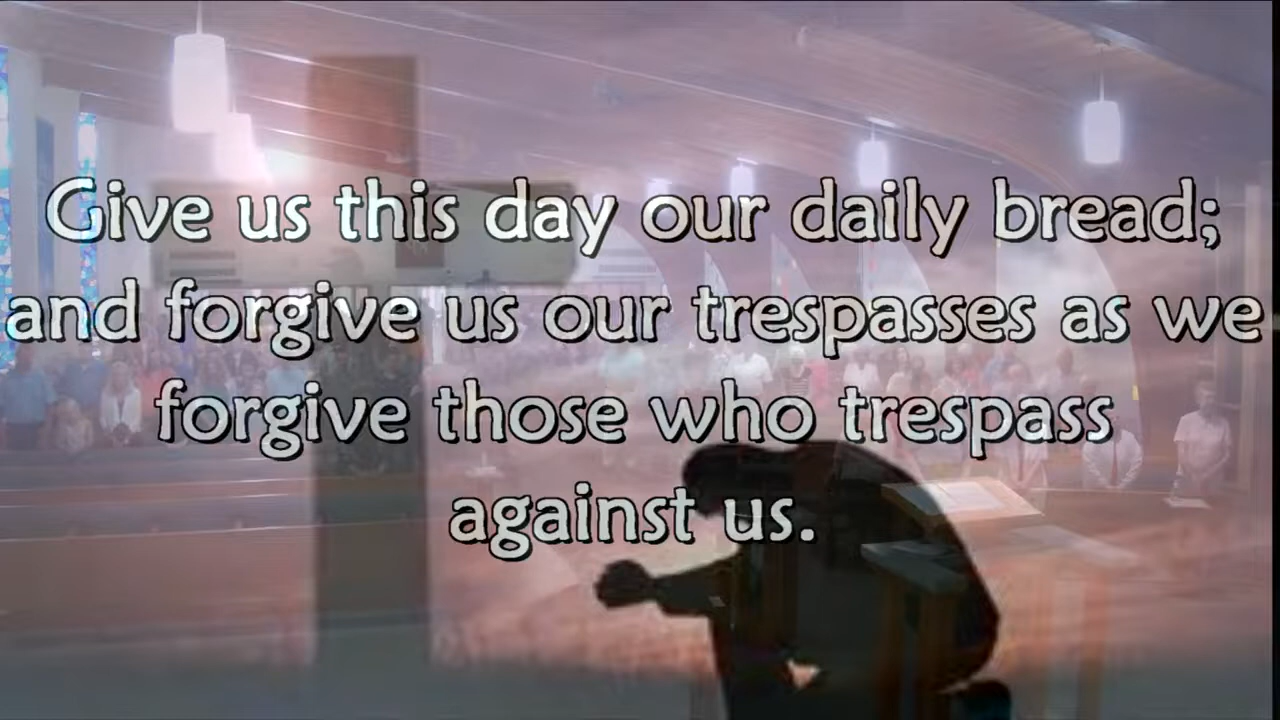 Give us this day our daily bread;
and forgive us our trespasses as we
forgive those who trespass
against us.